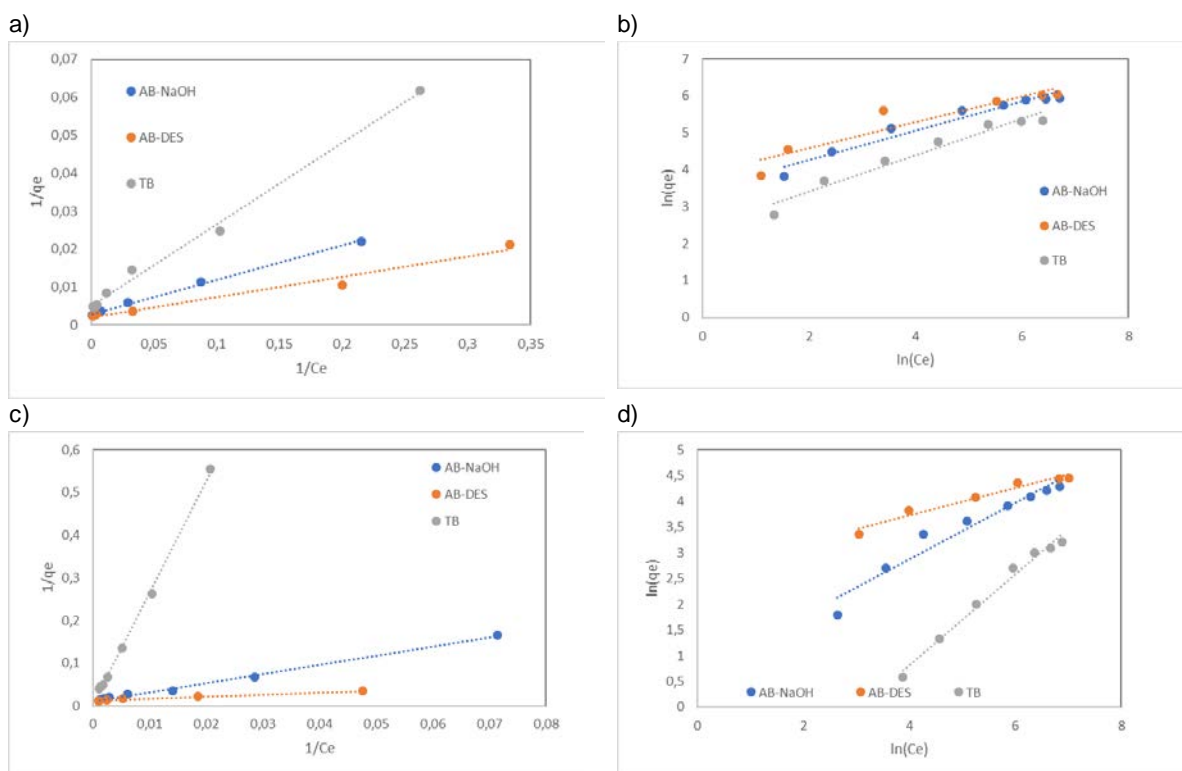 a)
0,07
0,06
0,05
0,04
0,03
0,02
0,01
0
1/qe
AB-NaOH
AB-DES
TB
0 0,05 0,1 0,15 0,2 0,25 0,3 0,35
1/Ce
b)
7
6
5
4
3
2
1
0
ln(qe)
AB-NaOH
AB-DES
TB
0 2 4 6 8
ln(Ce)
c)
0,6
0,5
0,4
0,3
0,2
0,1
0
1/qe
AB-NaOH
AB-DES
TB
0 0,01 0,02 0,03 0,04 0,05 0,06 0,07 0,08
1/Ce
d)
5
4,5
4
3,5
3
2,5
2
1,5
1
0,5
0
ln(qe)
AB-NaOH AB-DES TB
0 2 4 6 8
ln(Ce)